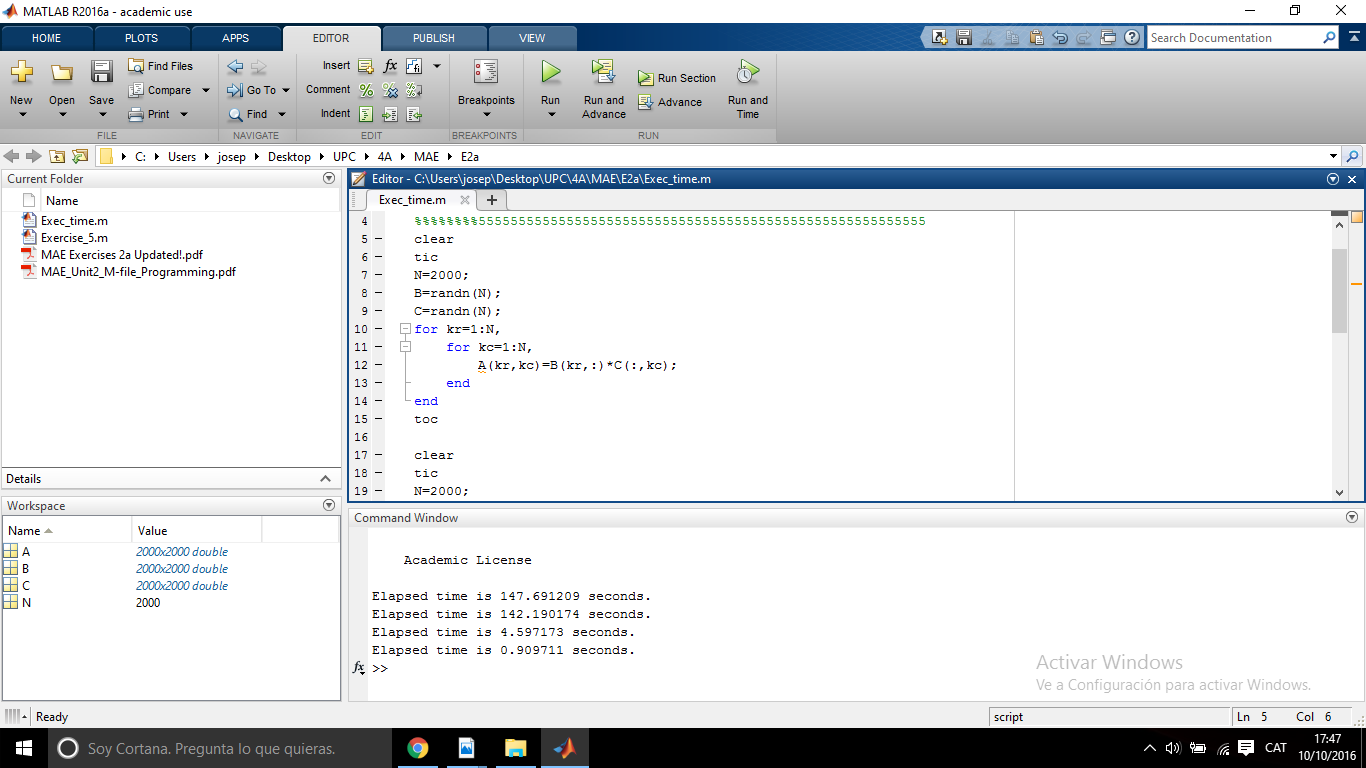 MATLAB R2016a - academic use
HOME PLOTS APPS EDITOR PUBLISH VIEW
Search Documentation
New Open Save
Find Files
Compare
Print
Go To
Find
Insert
Comment
Indent
fx
Breakpoints
Run
Run and Advance
Run Section
Advance
Run and Time
FILE NAVIGATE EDIT BREAKPOINTS RUN
C: Users josep Desktop UPC 4A MAE E2a
Current Folder
Name
Exec_time.m
Exercise_5.m
MAE Exercises 2a Updated!.pdf
MAE_Unit2_M-file_Programming.pdf
Details
Workspace
Name Value
A 2000x2000 double
B 2000x2000 double
C 2000x2000 double
N 2000
Editor - C:\Users\josep\Desktop\UPC\4A\MAE\E2a\Exec_time.m
Exec_time.m
4 %%%%%%%%55555555555555555555555555555555555555555555555555555555
5 clear
6 tic
7 N=2000;
8 B=randn(N);
9 C=randn(N);
10 for kr=1:N,
11 for kc=1:N,
12 A(kr,kc)=B(kr,:)*C(:,kc);
13 end
14 end
15 toc
16
17 clear
18 tic
19 N=2000;
Command Window
Academic License
Elapsed time is 147.691209 seconds.
Elapsed time is 142.190174 seconds.
Elapsed time is 4.597173 seconds.
Elapsed time is 0.909711 seconds.
fx >>
Activar Windows
Ve a Configuración para activar Windows.
Ready
script
Ln 5 Col 6
Soy Cortana. Pregunta lo que quieras.
CAT
17:47
10/10/2016